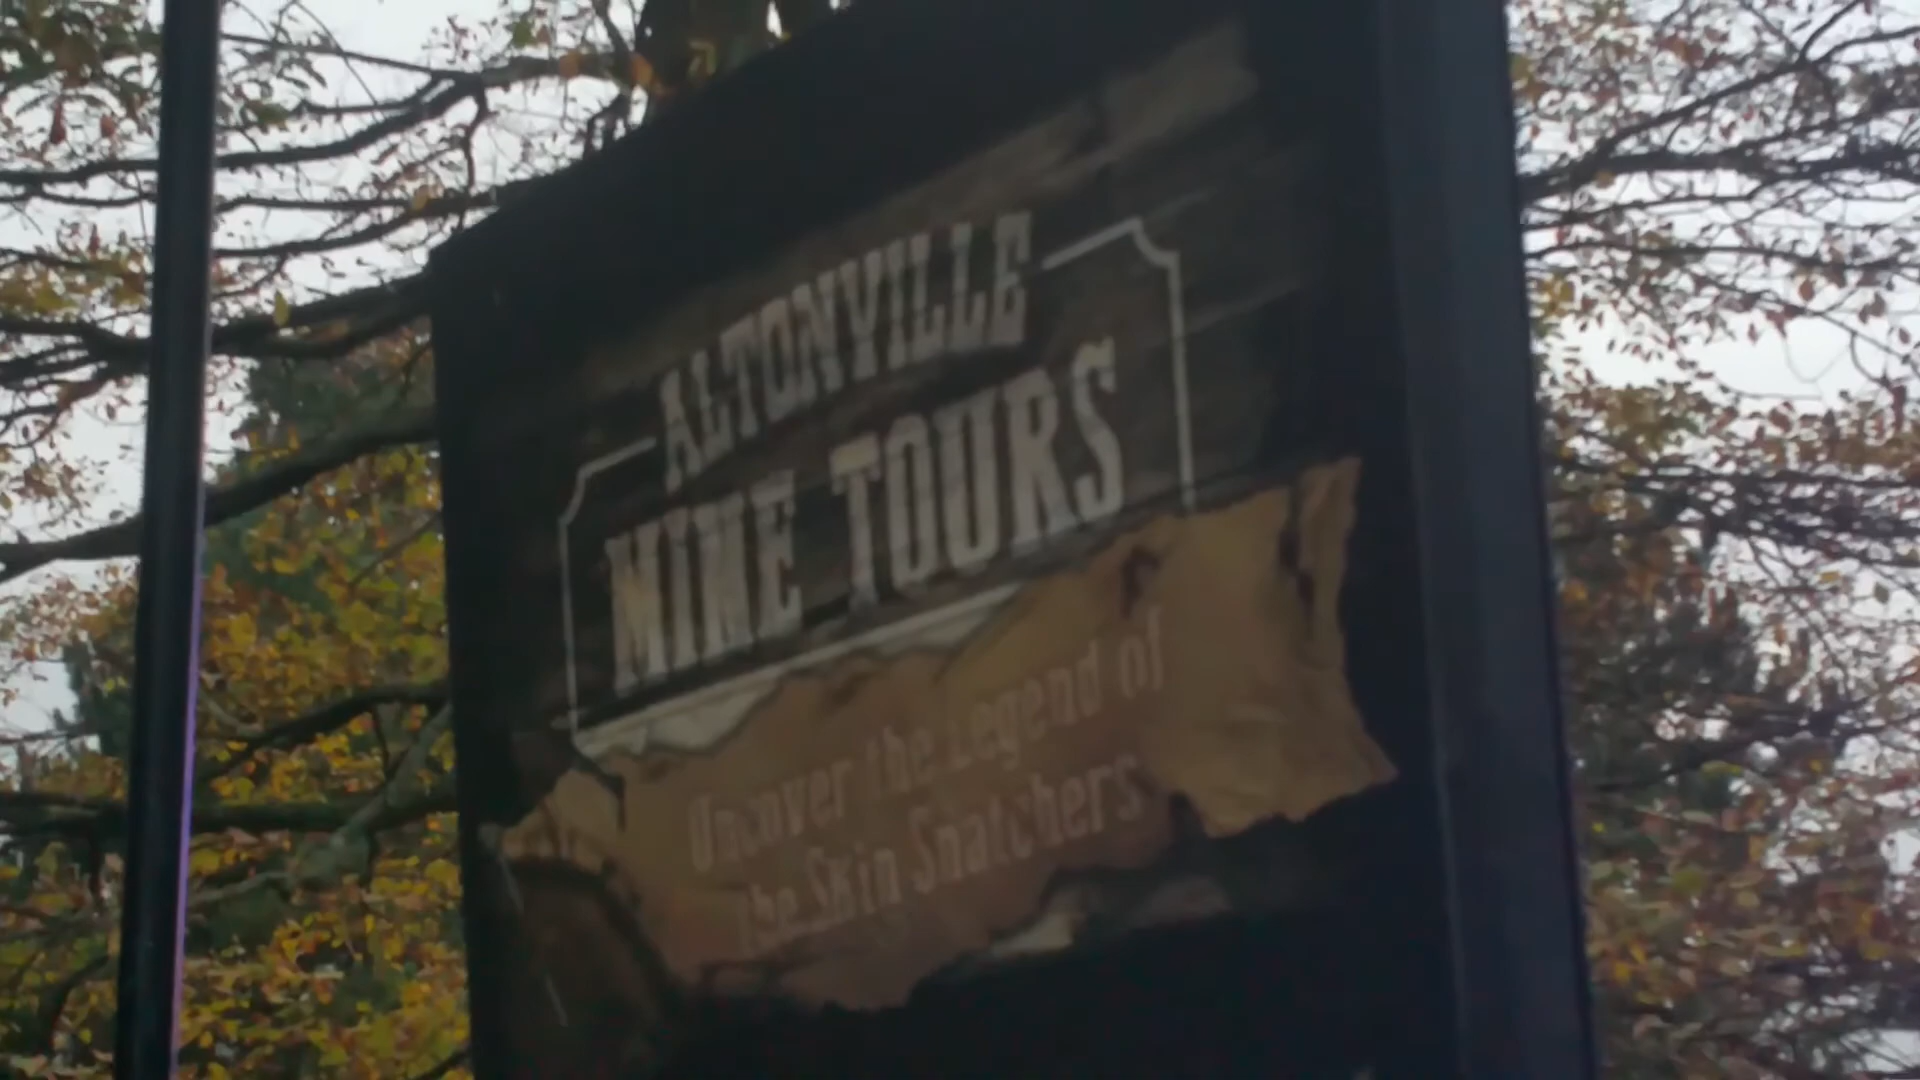 ALTONVILLE
MINE TOURS
Uncover the Legend of
the Skin Snatchers